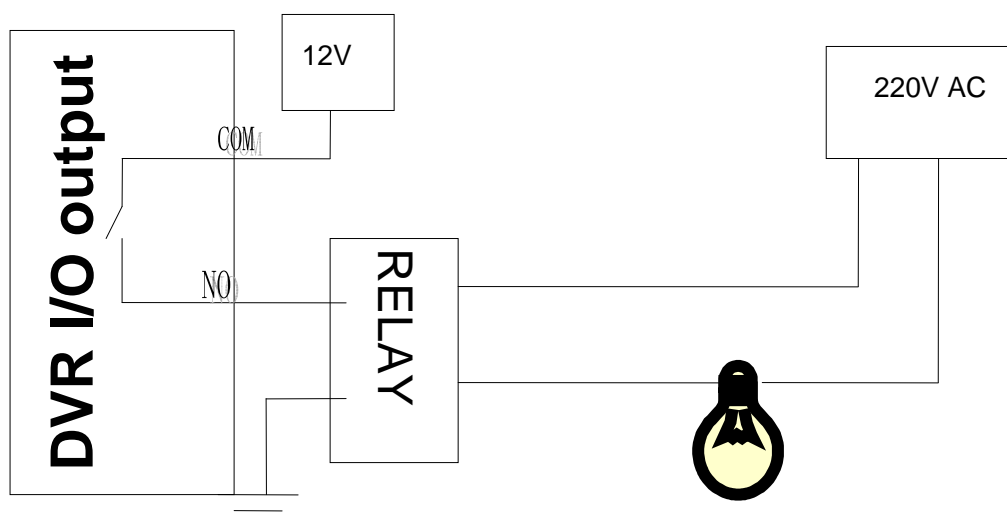 DVR I/O output
12V
220V AC
COM
NO
RELAY